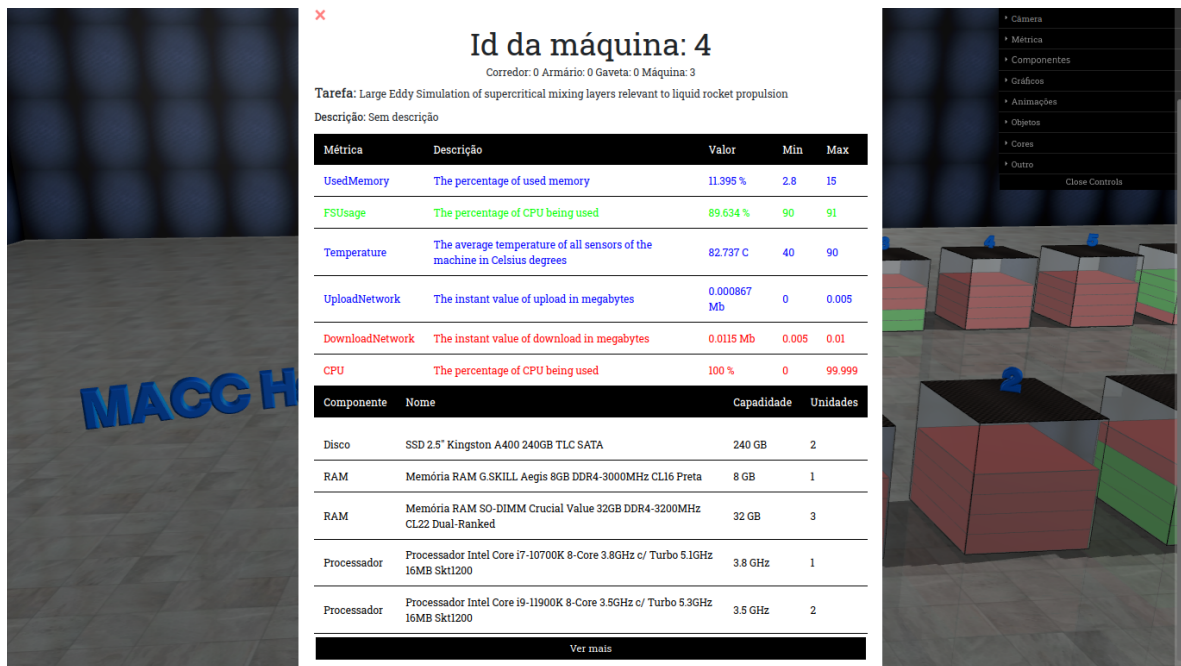 ×
Id da máquina: 4
Corredor: 0 Armário: 0 Gaveta: 0 Máquina: 3
Tarefa: Large Eddy Simulation of supercritical mixing layers relevant to liquid rocket propulsion
Descrição: Sem descrição
Métrica Descrição Valor Min Max
UsedMemory The percentage of used memory 11.395 % 2.8 15
FSUsage The percentage of CPU being used 89.634 % 90 91
Temperature The average temperature of all sensors of the
machine in Celsius degrees 82.737 C 40 90
UploadNetwork The instant value of upload in megabytes 0.000867
Mb 0 0.005
DownloadNetwork The instant value of download in megabytes 0.0115 Mb 0.005 0.01
CPU The percentage of CPU being used 100 % 0 99.999
Componente Nome Capadidade Unidades
Disco SSD 2.5" Kingston A400 240GB TLC SATA 240 GB 2
RAM Memória RAM G.SKILL Aegis 8GB DDR4-3000MHz CL16 Preta 8 GB 1
RAM Memória RAM SO-DIMM Crucial Value 32GB DDR4-3200MHz
CL22 Dual-Ranked 32 GB 3
Processador Processador Intel Core i7-10700K 8-Core 3.8GHz c/ Turbo 5.1GHz
16MB Skt1200 3.8 GHz 1
Processador Processador Intel Core i9-11900K 8-Core 3.5GHz c/ Turbo 5.3GHz
16MB Skt1200 3.5 GHz 2
Ver mais
MACC H
Câmera
Métrica
Componentes
Gráficos
Animações
Objetos
Cores
Outro
Close Controls
3
4
5
2